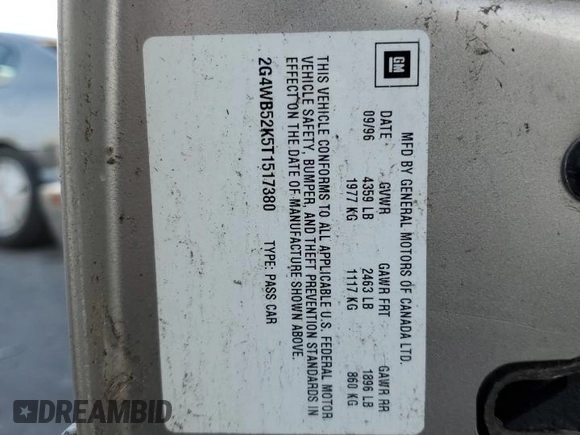 GM
MFD BY GENERAL MOTORS OF CANADA LTD.
DATE GVWR GAWR FRT GAWR RR
09/96 4359 LB 2463 LB 1896 LB
1977 KG 1117 KG 860 KG
THIS VEHICLE CONFORMS TO ALL APPLICABLE U.S. FEDERAL MOTOR
VEHICLE SAFETY, BUMPER, AND THEFT PREVENTION STANDARDS IN
EFFECT ON THE DATE OF MANUFACTURE SHOWN ABOVE.
2G4WB52K5T1517380 TYPE: PASS CAR
DREAMBID